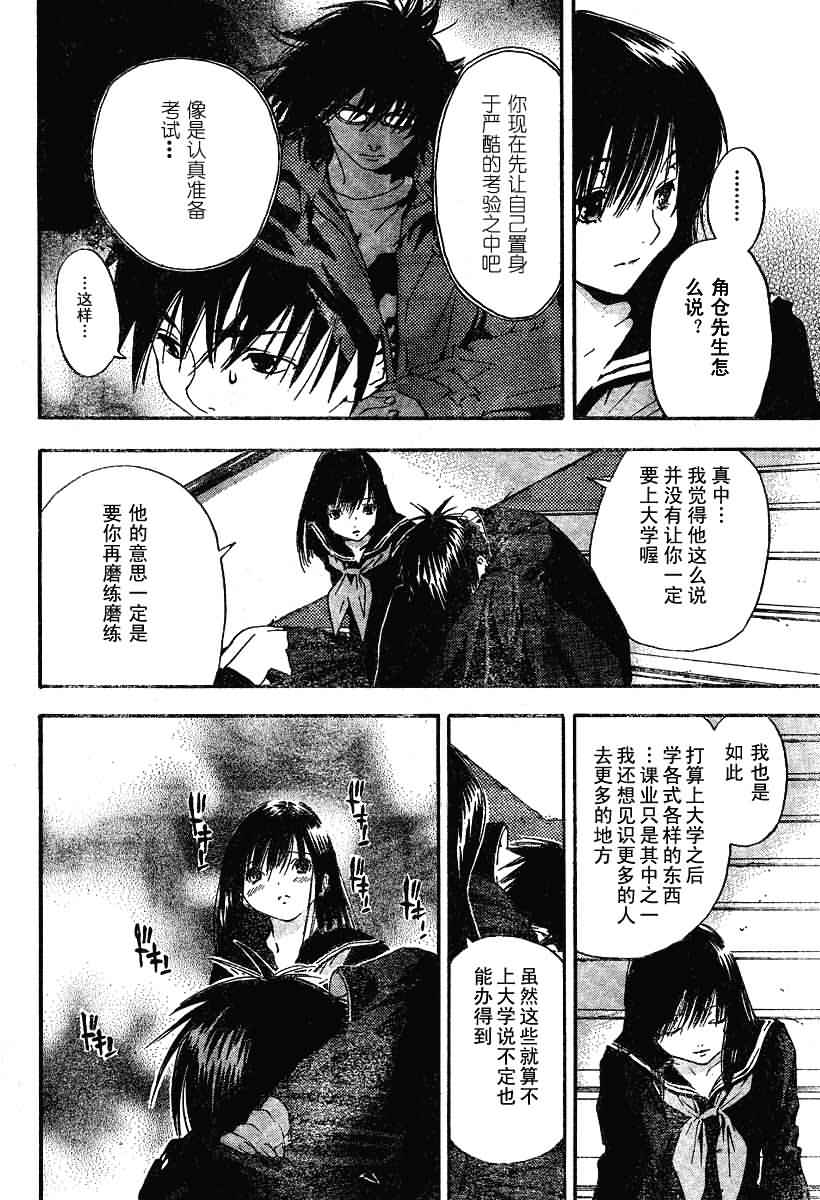 ………
角仓先生怎
么说？
你现在先让自己置身
于严酷的考验之中吧
像是认真准备
考试…
…这样…
真中…
我觉得他这么说
并没有让你一定
要上大学喔
他的意思一定是
要你再磨练磨练
我也是
如此
打算上大学之后
学各式各样的东西
…课业只是其中之一
我还想见识更多的人
去更多的地方
虽然这些就算不
上大学说不定也
能办得到
ドキン
ドキン
ドキン
ドキン
ドキン